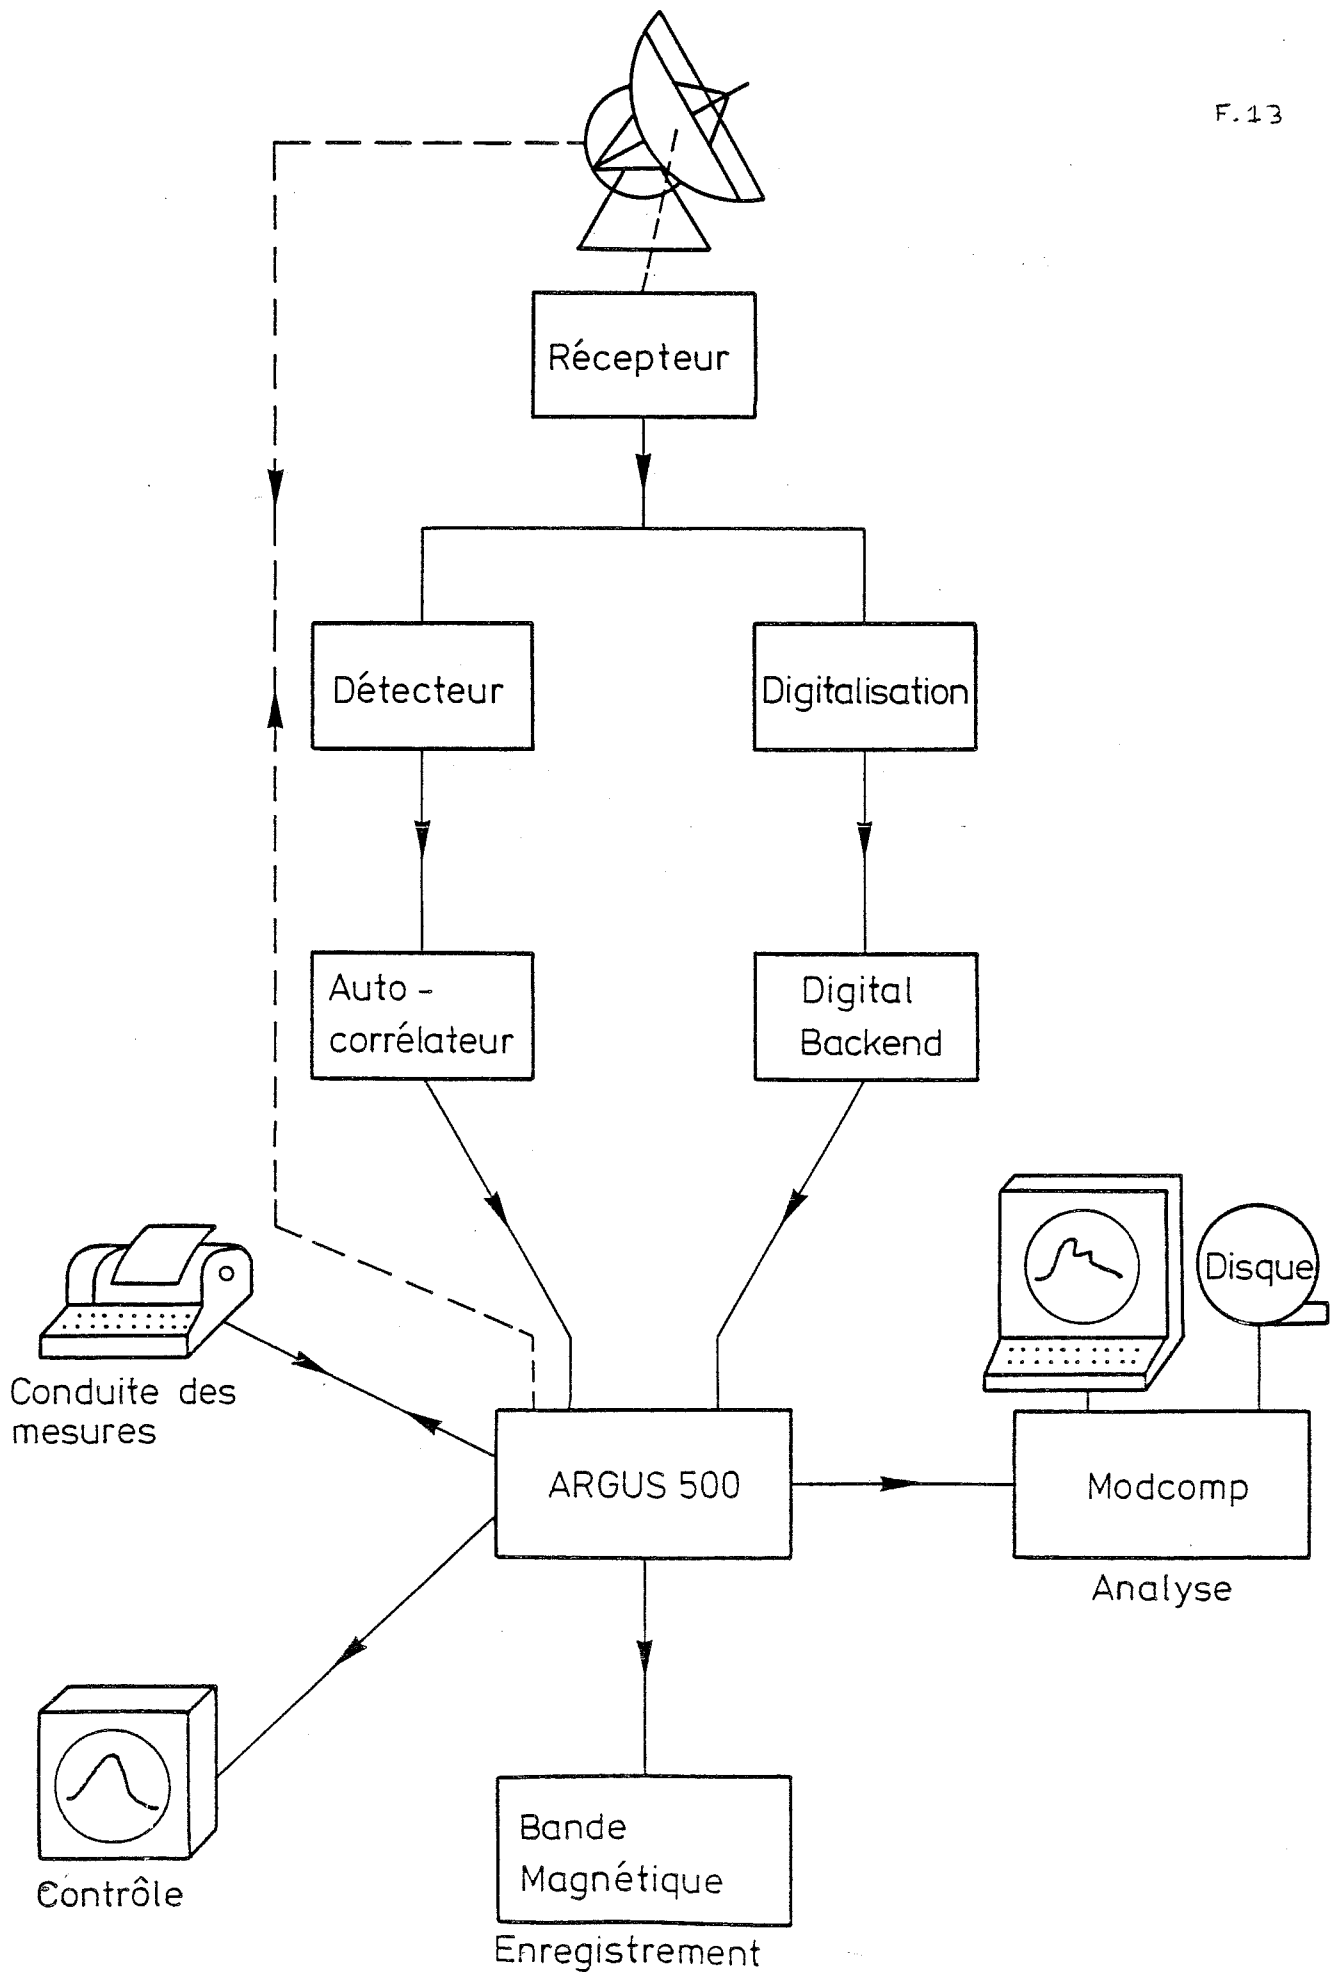 F.13
Récepteur
Détecteur
Digitalisation
Auto -
corrélateur
Digital
Backend
Disque
Conduite des
mesures
ARGUS 500
Modcomp
Analyse
Bande
Magnétique
Contrôle
Enregistrement